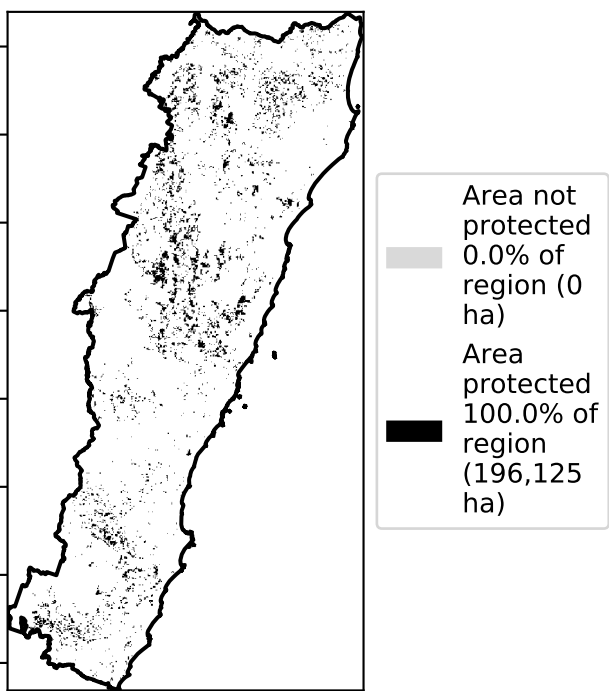 Area not
protected
0.0% of
region (0
ha)
Area
protected
100.0% of
region
(196,125
ha)